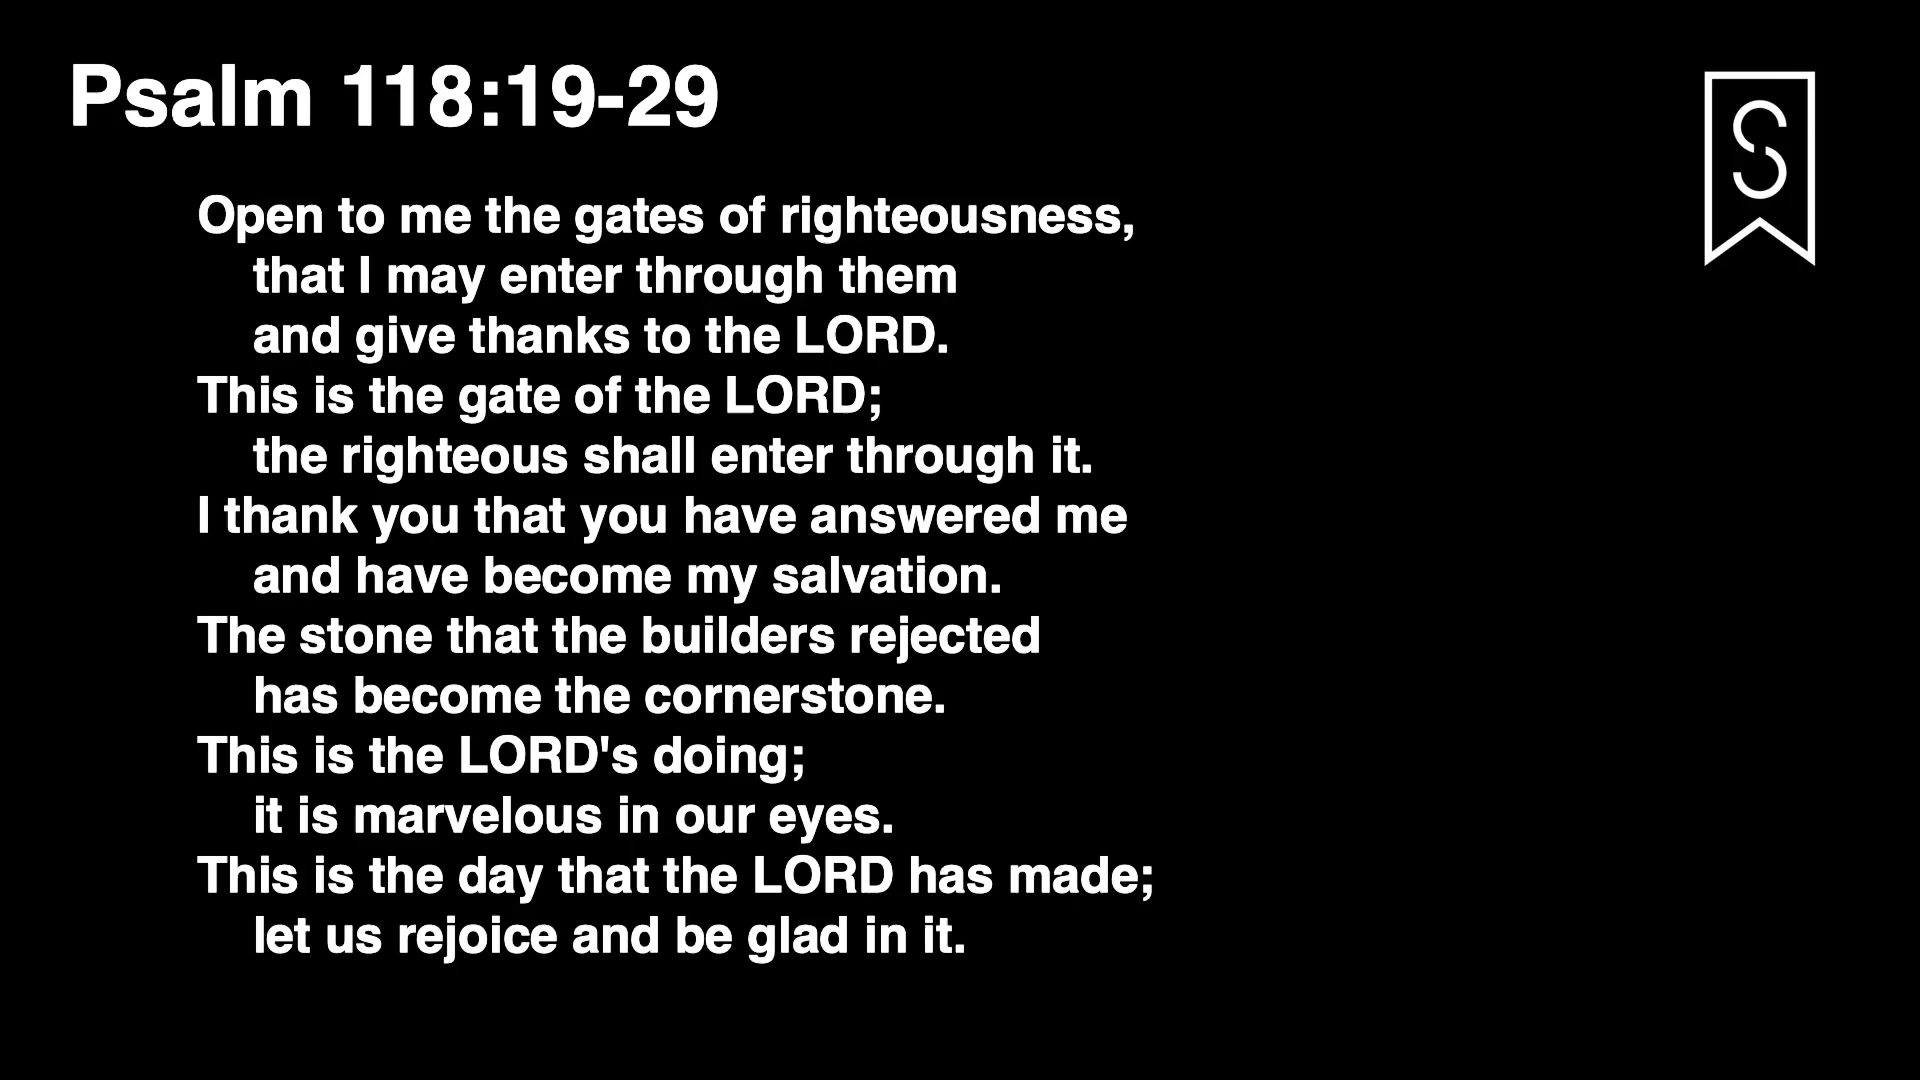 Psalm 118:19-29
S
Open to me the gates of righteousness,
that I may enter through them
and give thanks to the LORD.
This is the gate of the LORD;
the righteous shall enter through it.
I thank you that you have answered me
and have become my salvation.
The stone that the builders rejected
has become the cornerstone.
This is the LORD's doing;
it is marvelous in our eyes.
This is the day that the LORD has made;
let us rejoice and be glad in it.